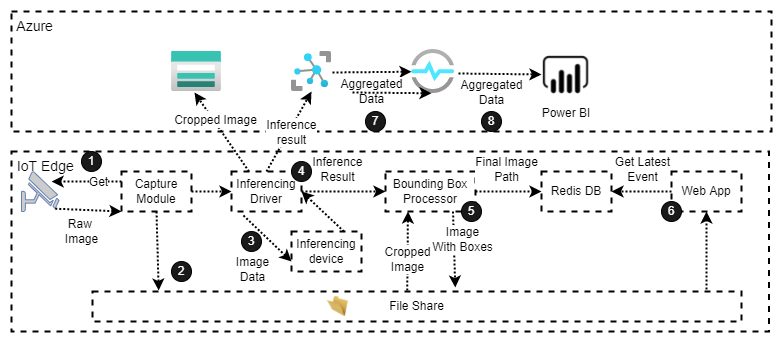 Azure
Cropped Image
Inference
result
Aggregated
Data
7
Aggregated
Data
8
Power BI
IoT Edge
1
Get
Raw
Image
Capture
Module
2
Inferencing
Driver
3
Image
Data
4
Inference
Result
Inferencing
device
Bounding Box
Processor
5
Cropped
Image
Image
With Boxes
Final Image
Path
Redis DB
Get Latest
Event
6
Web App
File Share